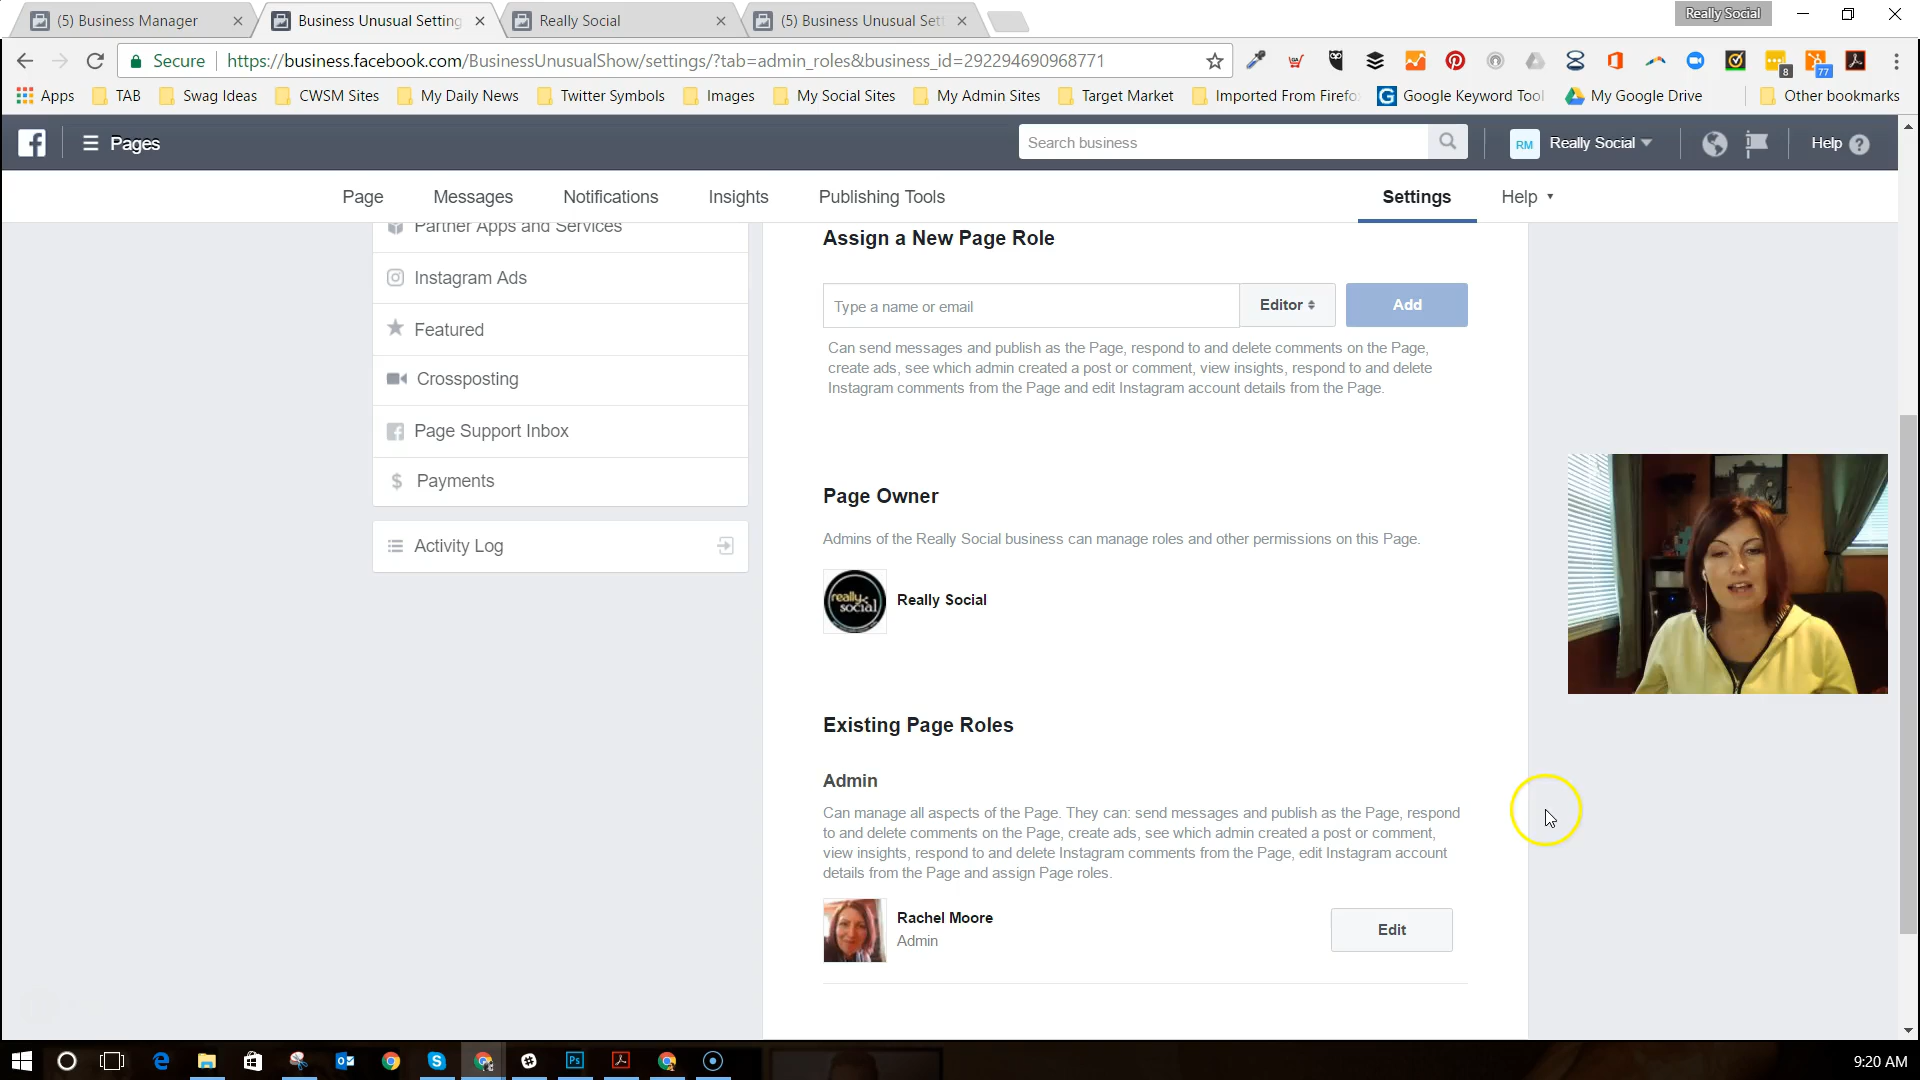 (5) Business Manager
Business Unusual Setting
Really Social
(5) Business Unusual Sett
Really Social
Secure
https://business.facebook.com/BusinessUnusualShow/settings/?tab=admin_roles&business_id=292294690968771
8
77
Apps
TAB
Swag Ideas
CWSM Sites
My Daily News
Twitter Symbols
Images
My Social Sites
My Admin Sites
Target Market
Imported From Firefo
Google Keyword Tool
My Google Drive
Other bookmarks
Pages
Search business
RM
Really Social
Help
Page
Messages
Notifications
Insights
Publishing Tools
Settings
Help
Partner Apps and Services
Instagram Ads
Featured
Crossposting
Page Support Inbox
Payments
Activity Log
Assign a New Page Role
Type a name or email
Editor
Add
Can send messages and publish as the Page, respond to and delete comments on the Page,
create ads, see which admin created a post or comment, view insights, respond to and delete
Instagram comments from the Page and edit Instagram account details from the Page.
Page Owner
Admins of the Really Social business can manage roles and other permissions on this Page.
really
social
Really Social
Existing Page Roles
Admin
Can manage all aspects of the Page. They can: send messages and publish as the Page, respond
to and delete comments on the Page, create ads, see which admin created a post or comment,
view insights, respond to and delete Instagram comments from the Page, edit Instagram account
details from the Page and assign Page roles.
Rachel Moore
Admin
Edit
9:20 AM